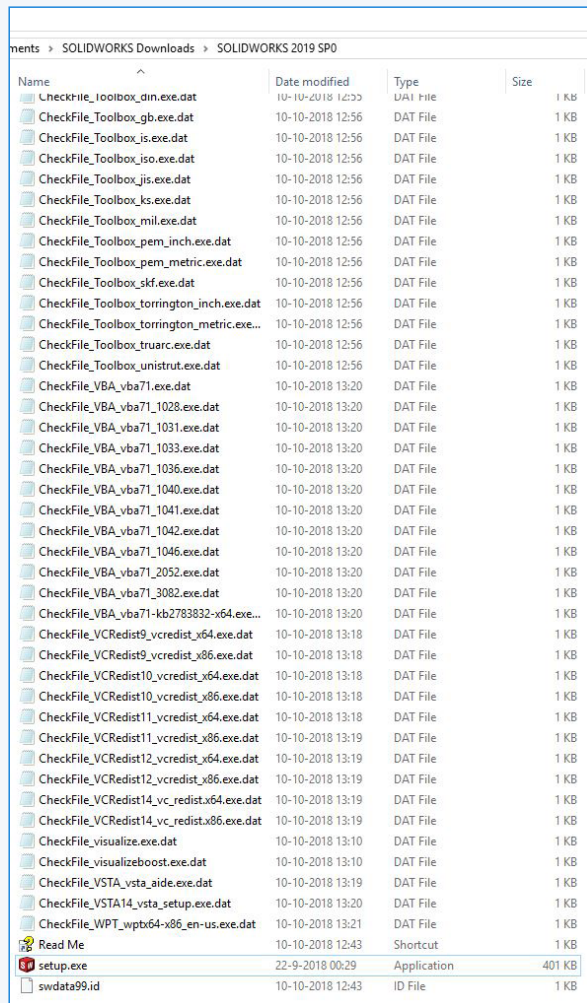 ments > SOLIDWORKS Downloads > SOLIDWORKS 2019 SP0
Name Date modified Type Size
CheckFile_Toolbox_din.exe.dat 10-10-2018 12:55 DAT File 1 KB
CheckFile_Toolbox_gb.exe.dat 10-10-2018 12:56 DAT File 1 KB
CheckFile_Toolbox_is.exe.dat 10-10-2018 12:56 DAT File 1 KB
CheckFile_Toolbox_iso.exe.dat 10-10-2018 12:56 DAT File 1 KB
CheckFile_Toolbox_jis.exe.dat 10-10-2018 12:56 DAT File 1 KB
CheckFile_Toolbox_ks.exe.dat 10-10-2018 12:56 DAT File 1 KB
CheckFile_Toolbox_mil.exe.dat 10-10-2018 12:56 DAT File 1 KB
CheckFile_Toolbox_pem_inch.exe.dat 10-10-2018 12:56 DAT File 1 KB
CheckFile_Toolbox_pem_metric.exe.dat 10-10-2018 12:56 DAT File 1 KB
CheckFile_Toolbox_skf.exe.dat 10-10-2018 12:56 DAT File 1 KB
CheckFile_Toolbox_torrington_inch.exe.dat 10-10-2018 12:56 DAT File 1 KB
CheckFile_Toolbox_torrington_metric.exe... 10-10-2018 12:56 DAT File 1 KB
CheckFile_Toolbox_truarc.exe.dat 10-10-2018 12:56 DAT File 1 KB
CheckFile_Toolbox_unistrut.exe.dat 10-10-2018 12:56 DAT File 1 KB
CheckFile_VBA_vba71.exe.dat 10-10-2018 13:20 DAT File 1 KB
CheckFile_VBA_vba71_1028.exe.dat 10-10-2018 13:20 DAT File 1 KB
CheckFile_VBA_vba71_1031.exe.dat 10-10-2018 13:20 DAT File 1 KB
CheckFile_VBA_vba71_1033.exe.dat 10-10-2018 13:20 DAT File 1 KB
CheckFile_VBA_vba71_1036.exe.dat 10-10-2018 13:20 DAT File 1 KB
CheckFile_VBA_vba71_1040.exe.dat 10-10-2018 13:20 DAT File 1 KB
CheckFile_VBA_vba71_1041.exe.dat 10-10-2018 13:20 DAT File 1 KB
CheckFile_VBA_vba71_1042.exe.dat 10-10-2018 13:20 DAT File 1 KB
CheckFile_VBA_vba71_1046.exe.dat 10-10-2018 13:20 DAT File 1 KB
CheckFile_VBA_vba71_2052.exe.dat 10-10-2018 13:20 DAT File 1 KB
CheckFile_VBA_vba71_3082.exe.dat 10-10-2018 13:20 DAT File 1 KB
CheckFile_VBA_vba71-kb2783832-x64.exe... 10-10-2018 13:20 DAT File 1 KB
CheckFile_VCRedist9_vcredist_x64.exe.dat 10-10-2018 13:18 DAT File 1 KB
CheckFile_VCRedist9_vcredist_x86.exe.dat 10-10-2018 13:18 DAT File 1 KB
CheckFile_VCRedist10_vcredist_x64.exe.dat 10-10-2018 13:18 DAT File 1 KB
CheckFile_VCRedist10_vcredist_x86.exe.dat 10-10-2018 13:18 DAT File 1 KB
CheckFile_VCRedist11_vcredist_x64.exe.dat 10-10-2018 13:18 DAT File 1 KB
CheckFile_VCRedist11_vcredist_x86.exe.dat 10-10-2018 13:19 DAT File 1 KB
CheckFile_VCRedist12_vcredist_x64.exe.dat 10-10-2018 13:19 DAT File 1 KB
CheckFile_VCRedist12_vcredist_x86.exe.dat 10-10-2018 13:19 DAT File 1 KB
CheckFile_VCRedist14_vc_redist.x64.exe.dat 10-10-2018 13:19 DAT File 1 KB
CheckFile_VCRedist14_vc_redist.x86.exe.dat 10-10-2018 13:19 DAT File 1 KB
CheckFile_visualize.exe.dat 10-10-2018 13:10 DAT File 1 KB
CheckFile_visualizeboost.exe.dat 10-10-2018 13:10 DAT File 1 KB
CheckFile_VSTA_vsta_aide.exe.dat 10-10-2018 13:19 DAT File 1 KB
CheckFile_VSTA14_vsta_setup.exe.dat 10-10-2018 13:20 DAT File 1 KB
CheckFile_WPT_wptx64-x86_en-us.exe.dat 10-10-2018 13:21 DAT File 1 KB
Read Me 10-10-2018 12:43 Shortcut 1 KB
setup.exe 22-9-2018 00:29 Application 401 KB
swdata99.id 10-10-2018 12:43 ID File 1 KB